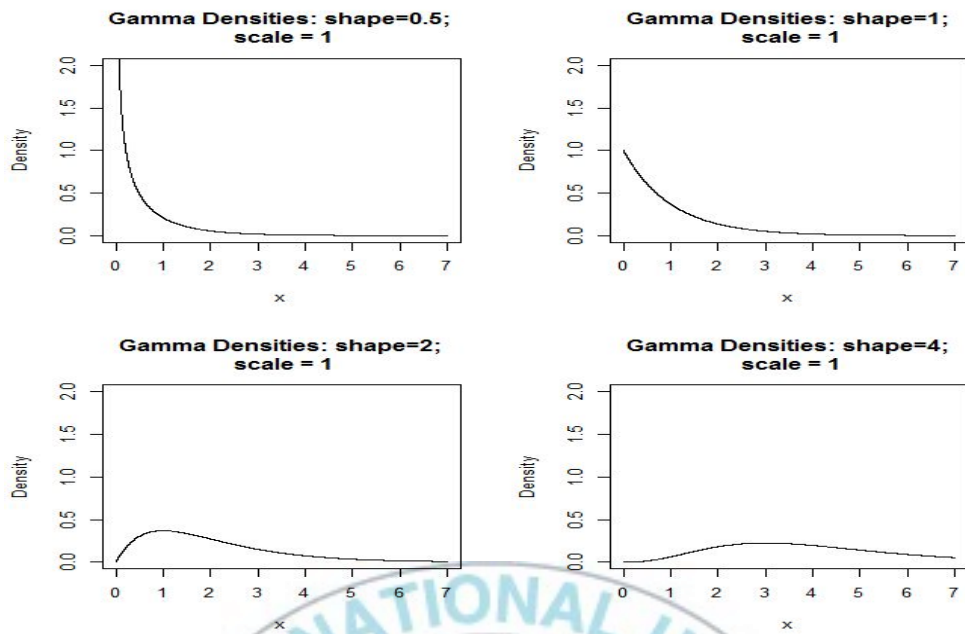 Gamma Densities: shape=0.5;
scale = 1
Density
2.0
1.5
1.0
0.5
0.0
0 1 2 3 4 5 6 7
x
Gamma Densities: shape=1;
scale = 1
Density
2.0
1.5
1.0
0.5
0.0
0 1 2 3 4 5 6 7
x
Gamma Densities: shape=2;
scale = 1
Density
2.0
1.5
1.0
0.5
0.0
0 1 2 3 4 5 6 7
x
Gamma Densities: shape=4;
scale = 1
Density
2.0
1.5
1.0
0.5
0.0
0 1 2 3 4 5 6 7
x